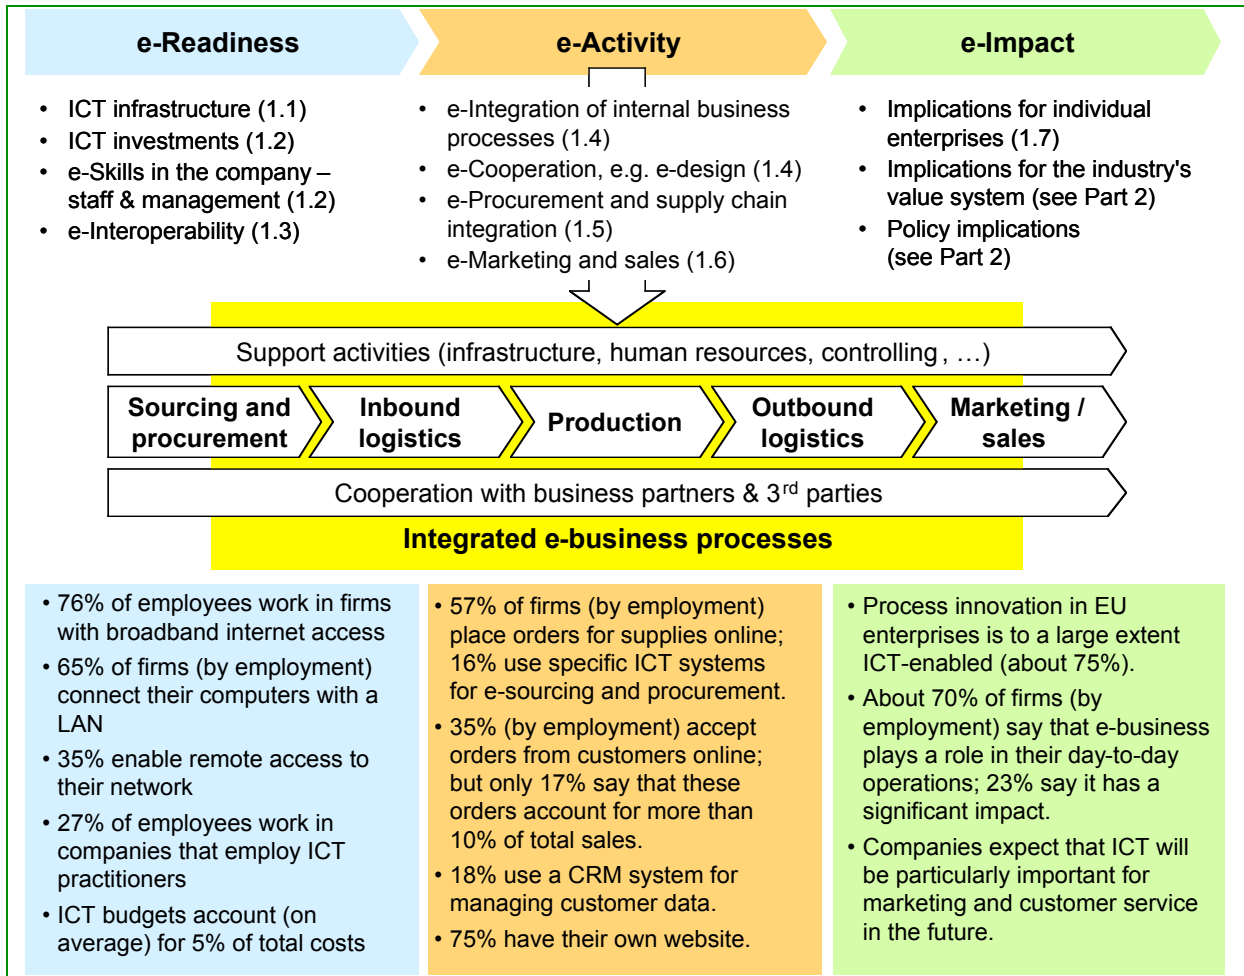 e-Readiness
e-Activity
e-Impact
• ICT infrastructure (1.1)
• ICT investments (1.2)
• e-Skills in the company –
staff & management (1.2)
• e-Interoperability (1.3)
• e-Integration of internal business
processes (1.4)
• e-Cooperation, e.g. e-design (1.4)
• e-Procurement and supply chain
integration (1.5)
• e-Marketing and sales (1.6)
• Implications for individual
enterprises (1.7)
• Implications for the industry's
value system (see Part 2)
• Policy implications
(see Part 2)
Support activities (infrastructure, human resources, controlling , …)
Sourcing and
procurement
Inbound
logistics
Production
Outbound
logistics
Marketing /
sales
Cooperation with business partners & 3rd parties
Integrated e-business processes
• 76% of employees work in firms
with broadband internet access
• 65% of firms (by employment)
connect their computers with a
LAN
• 35% enable remote access to
their network
• 27% of employees work in
companies that employ ICT
practitioners
• ICT budgets account (on
average) for 5% of total costs
• 57% of firms (by employment)
place orders for supplies online;
16% use specific ICT systems
for e-sourcing and procurement.
• 35% (by employment) accept
orders from customers online;
but only 17% say that these
orders account for more than
10% of total sales.
• 18% use a CRM system for
managing customer data.
• 75% have their own website.
• Process innovation in EU
enterprises is to a large extent
ICT-enabled (about 75%).
• About 70% of firms (by
employment) say that e-business
plays a role in their day-to-day
operations; 23% say it has a
significant impact.
• Companies expect that ICT will
be particularly important for
marketing and customer service
in the future.